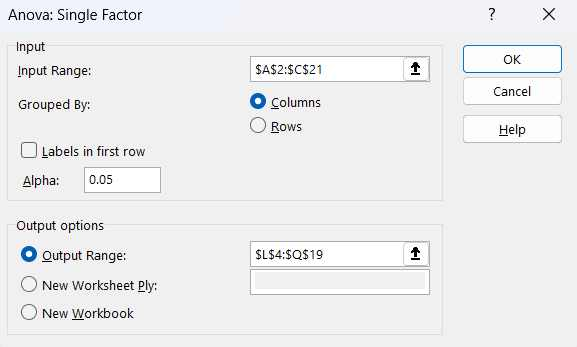 Anova: Single Factor
? ×
Input
Input Range: $A$2:$C$21
Grouped By: Columns
Rows
Labels in first row
Alpha: 0.05
OK
Cancel
Help
Output options
Output Range: $L$4:$Q$19
New Worksheet Ply:
New Workbook